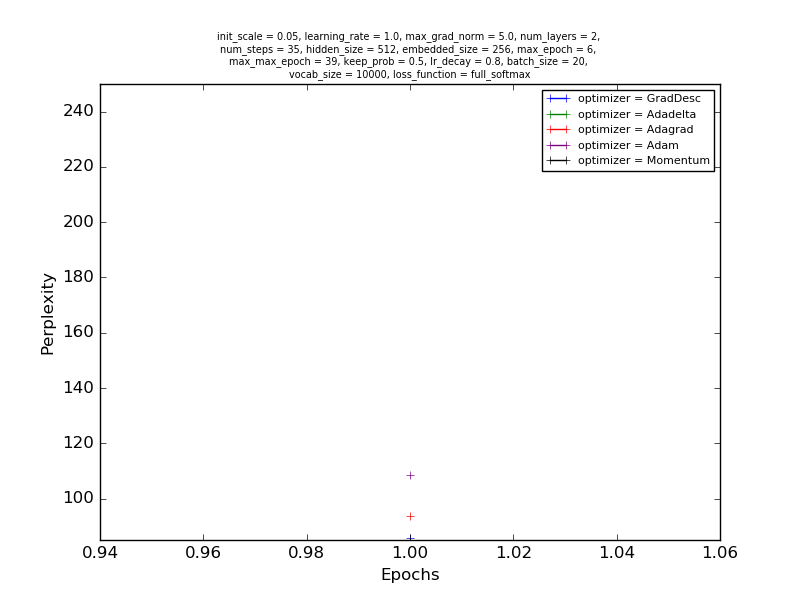 init_scale = 0.05, learning_rate = 1.0, max_grad_norm = 5.0, num_layers = 2,
num_steps = 35, hidden_size = 512, embedded_size = 256, max_epoch = 6,
max_max_epoch = 39, keep_prob = 0.5, lr_decay = 0.8, batch_size = 20,
vocab_size = 10000, loss_function = full_softmax
optimizer = GradDesc
optimizer = Adadelta
optimizer = Adagrad
optimizer = Adam
optimizer = Momentum
240
220
200
180
160
140
120
100
Perplexity
0.94 0.96 0.98 1.00 1.02 1.04 1.06
Epochs